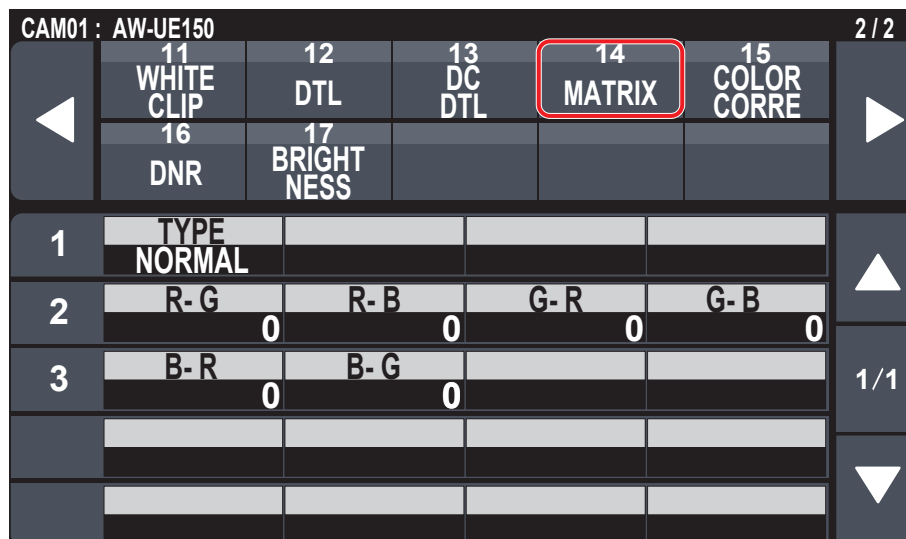 CAM01 : AW-UE150 2 / 2
11 12 13 14 15
WHITE CLIP DTL DC DTL MATRIX COLOR CORRE
16 17
DNR BRIGHT NESS
1 TYPE
NORMAL
2 R- G R- B G- R G- B
0 0 0 0
3 B- R B- G
0 0
1/1